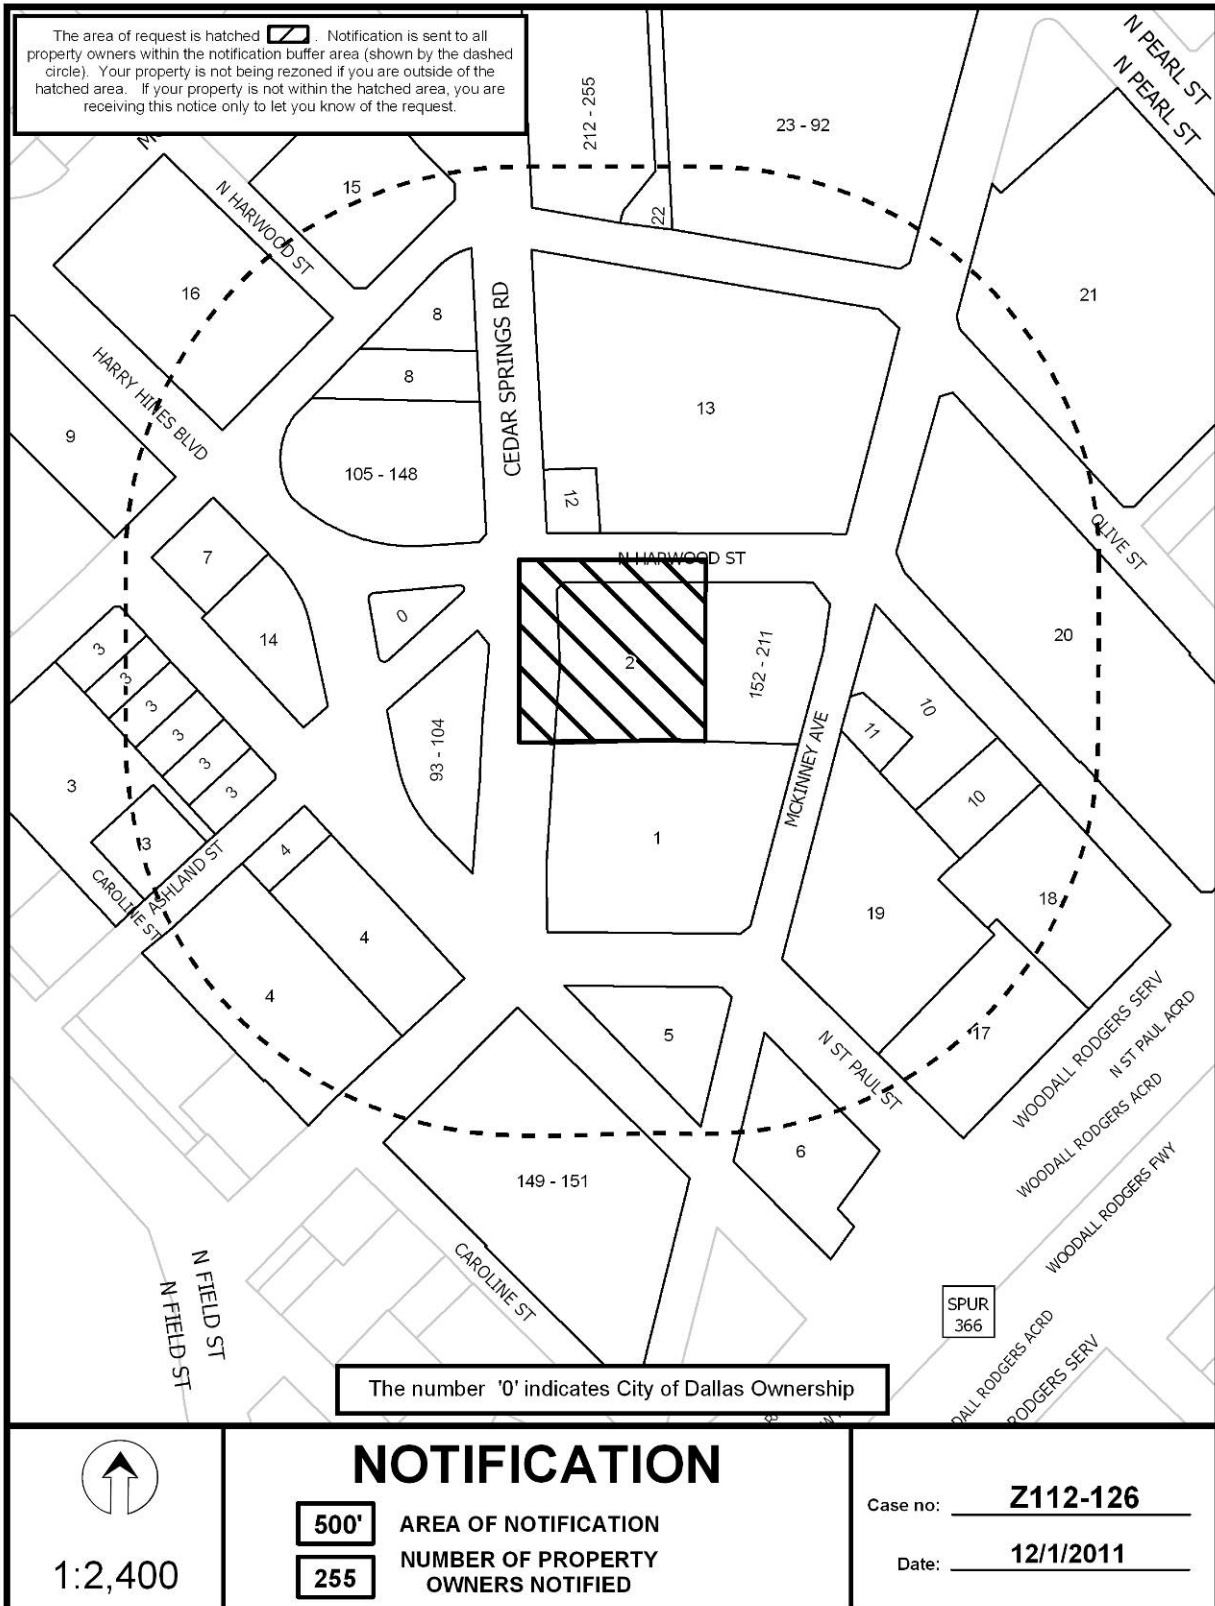 The area of request is hatched . Notification is sent to all
property owners within the notification buffer area (shown by the dashed
circle). Your property is not being rezoned if you are outside of the
hatched area. If your property is not within the hatched area, you are
receiving this notice only to let you know of the request.
N PEARL ST
N PEARL ST
212 - 255
23 - 92
22
15
N HARWOOD ST
16
21
8
8
CEDAR SPRINGS RD
13
HARRY HINES BLVD
9
105 - 148
12
OLIVE ST
7
N HARWOOD ST
0
14
2
152 - 211
20
3
3
3
3
3
3
3
3
93 - 104
10
11
10
MCKINNEY AVE
1
4
ASHLAND ST
CAROLINE ST
4
4
19
18
17
5
N ST PAUL ST
6
WOODALL RODGERS SERV
N ST PAUL ACRD
WOODALL RODGERS ACRD
WOODALL RODGERS FWY
149 - 151
CAROLINE ST
N FIELD ST
N FIELD ST
SPUR
366
DALL RODGERS ACRD
RODGERS SERV
The number '0' indicates City of Dallas Ownership
1:2,400
NOTIFICATION
500' AREA OF NOTIFICATION
255 NUMBER OF PROPERTY
OWNERS NOTIFIED
Case no: Z112-126
Date: 12/1/2011